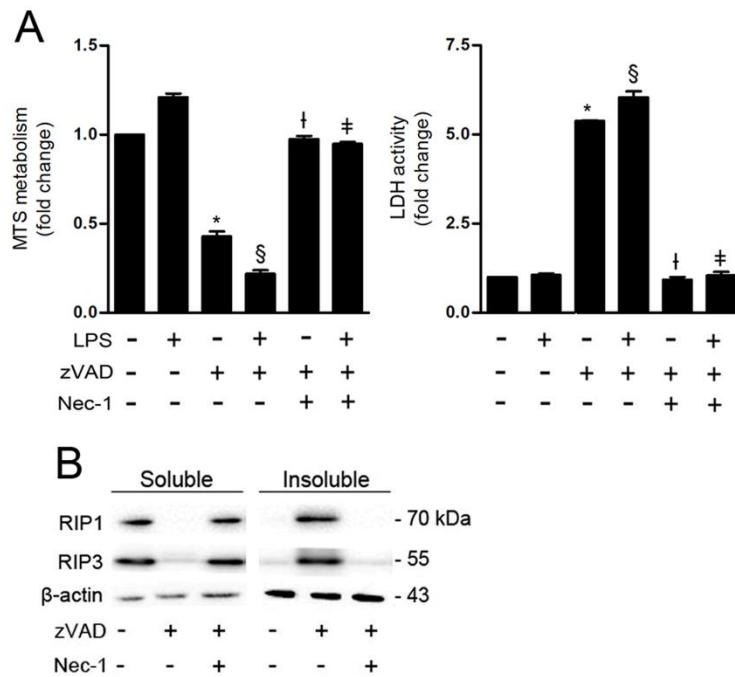 A
MTS metabolism
(fold change)
1.5
1.0
0.5
0.0
*
§
ƚ
ǂ
LPS - + - + - +
zVAD - - + + + +
Nec-1 - - - - + +
LDH activity
(fold change)
7.5
5.0
2.5
0.0
*
§
ƚ
ǂ
- + - + - +
- - + + + +
- - - - + +
B
Soluble Insoluble
RIP1 - 70 kDa
RIP3 - 55
β-actin - 43
zVAD - + + - + +
Nec-1 - - + - - +